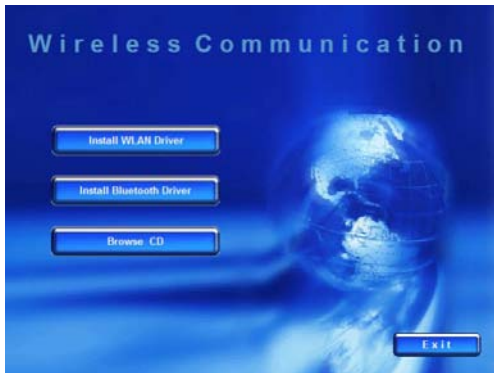 Wireless Communication
Install WLAN Driver
Install Bluetooth Driver
Browse CD
Exit